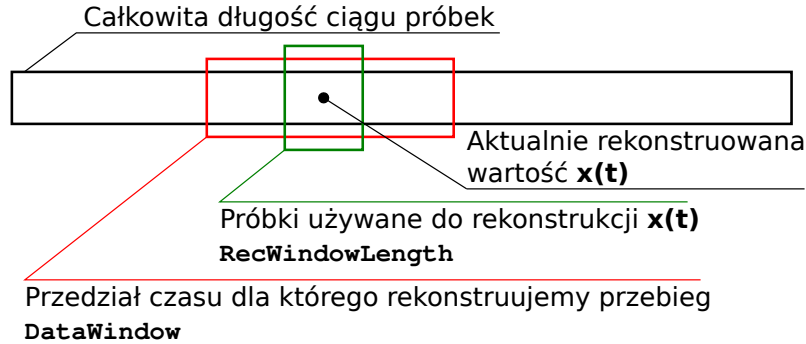 Całkowita długość ciągu próbek
Aktualnie rekonstruowana
wartość x(t)
Próbki używane do rekonstrukcji x(t)
RecWindowLength
Przedział czasu dla którego rekonstruujemy przebieg
DataWindow